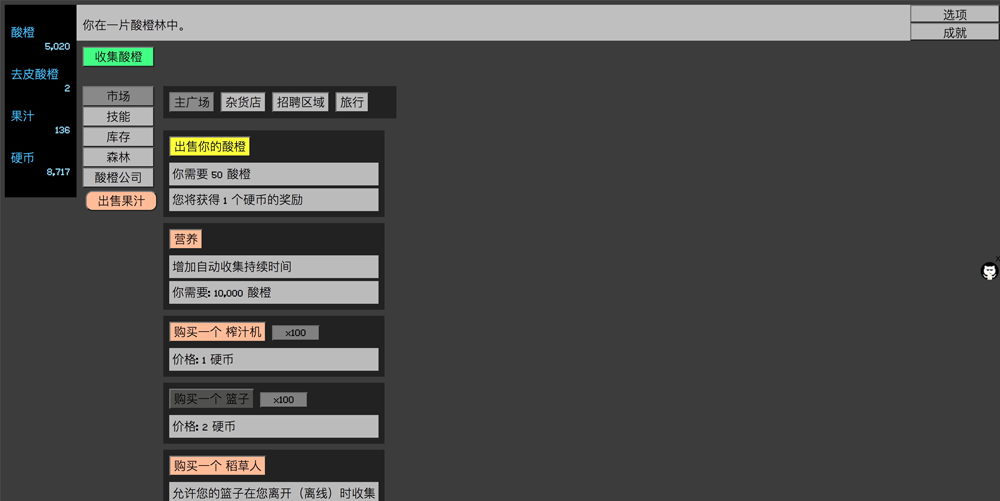 酸橙
5,020
去皮酸橙
2
果汁
136
硬币
8,717
你在一片酸橙林中。
选项
成就
收集酸橙
市场
技能
库存
森林
酸橙公司
出售果汁
主广场 杂货店 招聘区域 旅行
出售你的酸橙
你需要 50 酸橙
您将获得 1 个硬币的奖励
营养
增加自动收集持续时间
你需要: 10,000 酸橙
购买一个 榨汁机 x100
价格: 1 硬币
购买一个 篮子 x100
价格: 2 硬币
购买一个 稻草人
允许您的篮子在您离开（离线）时收集
x